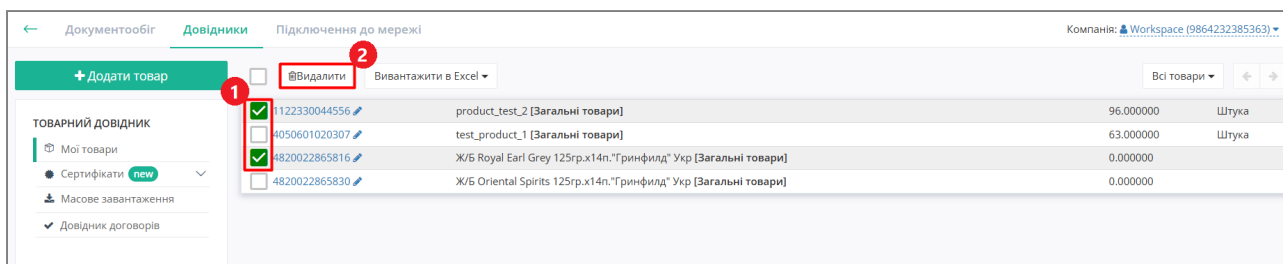 ← Документообіг Довідники Підключення до мережі Компанія: Workspace (9864232385363)
2
+ Додати товар Видалити Вивантажити в Excel Всі товари ← →
1
1122330044556 product_test_2 [Загальні товари] 96.000000 Штука
ТОВАРНИЙ ДОВІДНИК
4050601020307 test_product_1 [Загальні товари] 63.000000 Штука
Мої товари
4820022865816 Ж/Б Royal Earl Grey 125гр.х14п."Гринфилд" Укр [Загальні товари] 0.000000
Сертифікати new
4820022865830 Ж/Б Oriental Spirits 125гр.х14п."Гринфилд" Укр [Загальні товари] 0.000000
Масове завантаження
Довідник договорів